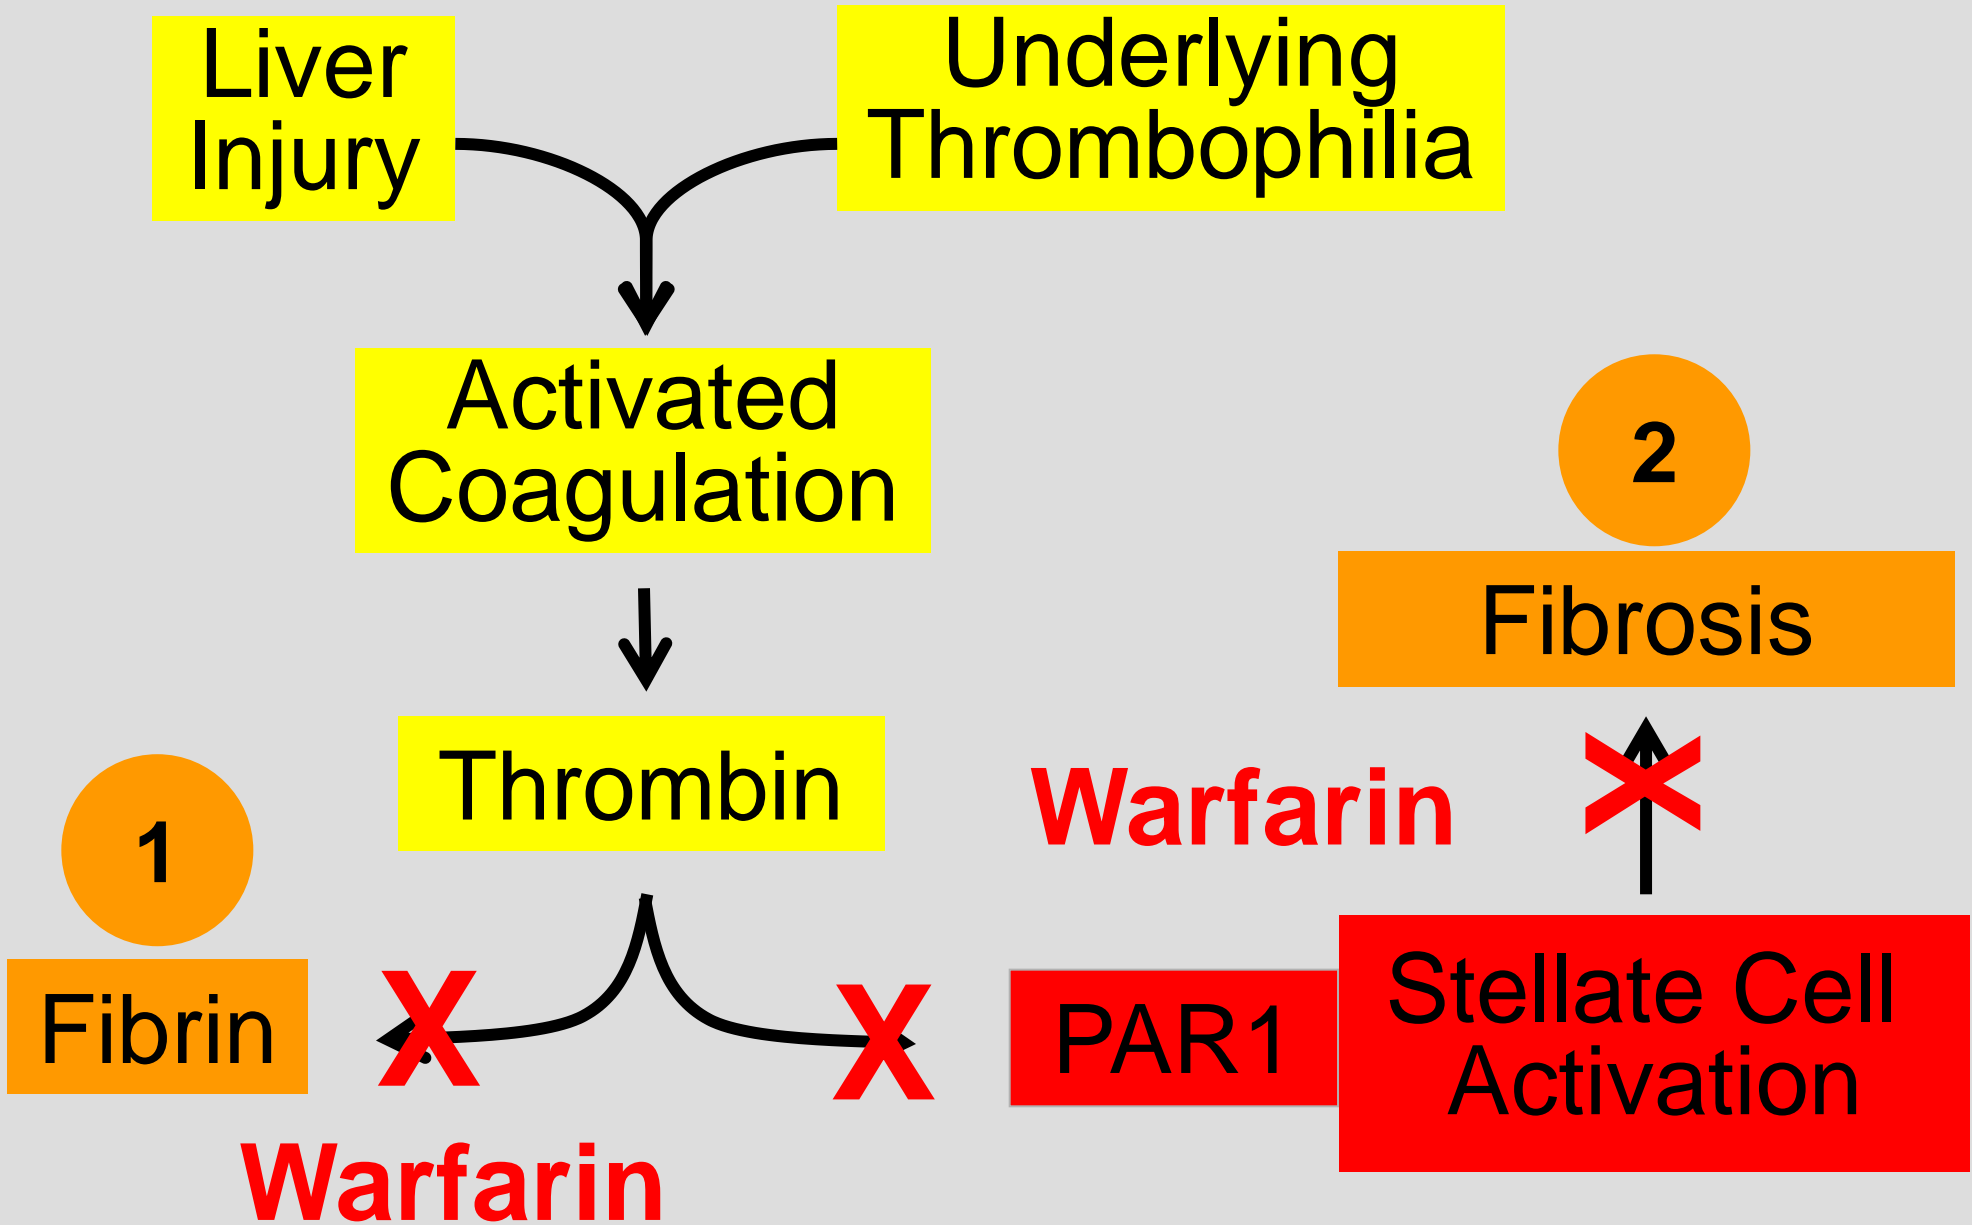 Liver
Injury
Underlying
Thrombophilia
Activated
Coagulation
2
Fibrosis
Thrombin
Warfarin
1
Fibrin
X
X
X
PAR1
Stellate Cell
Activation
Warfarin